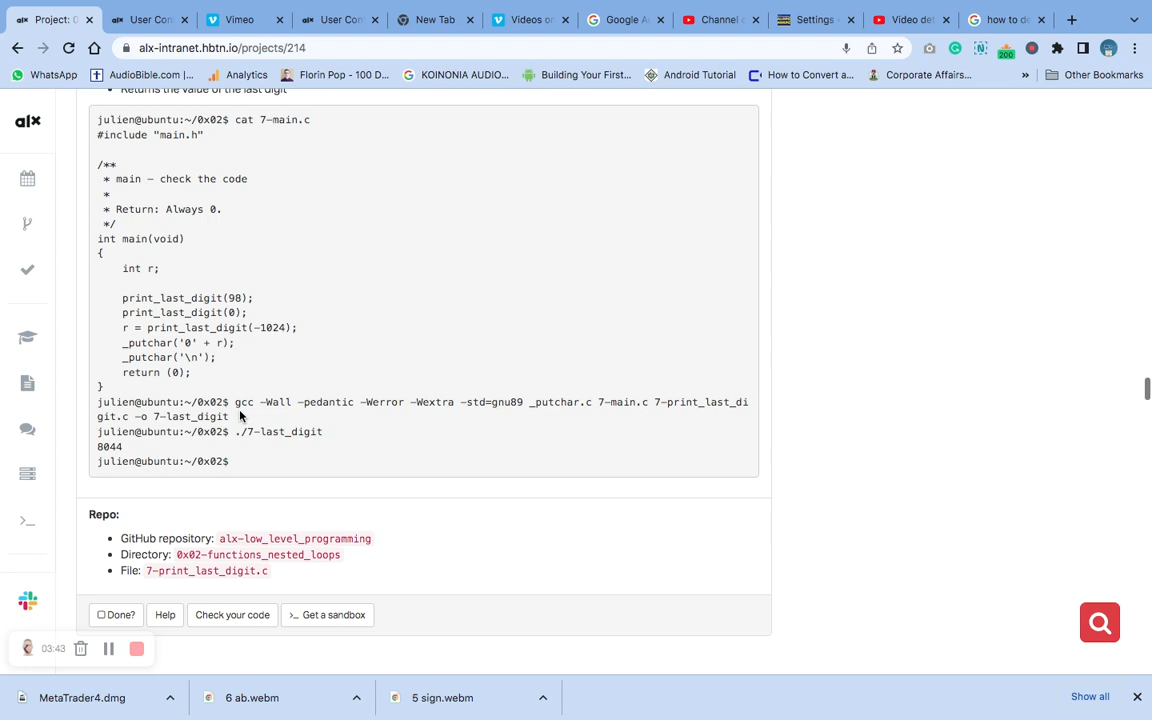 Project: 0
User Con
Vimeo
User Con
New Tab
Videos on
Google A
Channel c
Settings -
Video det
how to de
alx-intranet.hbtn.io/projects/214
200
WhatsApp
AudioBible.com |...
Analytics
Florin Pop - 100 D...
KOINONIA AUDIO...
Building Your First...
Android Tutorial
How to Convert a...
Corporate Affairs...
»
Other Bookmarks
alx
Returns the value of the last digit
julien@ubuntu:~/0x02$ cat 7-main.c
#include "main.h"
/**
* main - check the code
*
* Return: Always 0.
*/
int main(void)
{
int r;
print_last_digit(98);
print_last_digit(0);
r = print_last_digit(-1024);
_putchar('0' + r);
_putchar('\n');
return (0);
}
julien@ubuntu:~/0x02$ gcc -Wall -pedantic -Werror -Wextra -std=gnu89 _putchar.c 7-main.c 7-print_last_di
git.c -o 7-last_digit
julien@ubuntu:~/0x02$ ./7-last_digit
8044
julien@ubuntu:~/0x02$
Repo:
• GitHub repository: alx-low_level_programming
• Directory: 0x02-functions_nested_loops
• File: 7-print_last_digit.c
Done?
Help
Check your code
>_ Get a sandbox
03:43
MetaTrader4.dmg
6 ab.webm
5 sign.webm
Show all